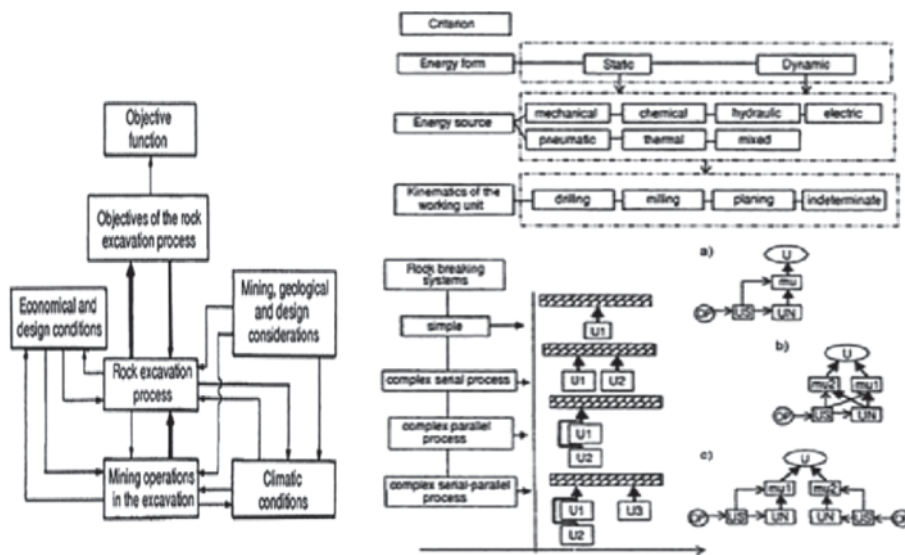 Objective
function
Objectives of the rock
excavation process
Economical and
design conditions
Mining, geological
and design
considerations
Rock excavation
process
Mining operations
in the excavation
Climatic
conditions
Criterion
Energy form
Static
Dynamic
Energy source
mechanical
chemical
hydraulic
electric
pneumatic
thermal
mixed
Kinematics of the
working unit
drilling
milling
planing
indeterminate
Rock breaking
systems
simple
complex serial process
complex parallel
process
complex serial-parallel
process
U1
U1
U2
U1
U2
U1
U3
U2
a)
U
mu
OP
US
UN
b)
U
mu2
mu1
OP
US
UN
c)
U
mu1
mu2
OP
US
UN
UN
US